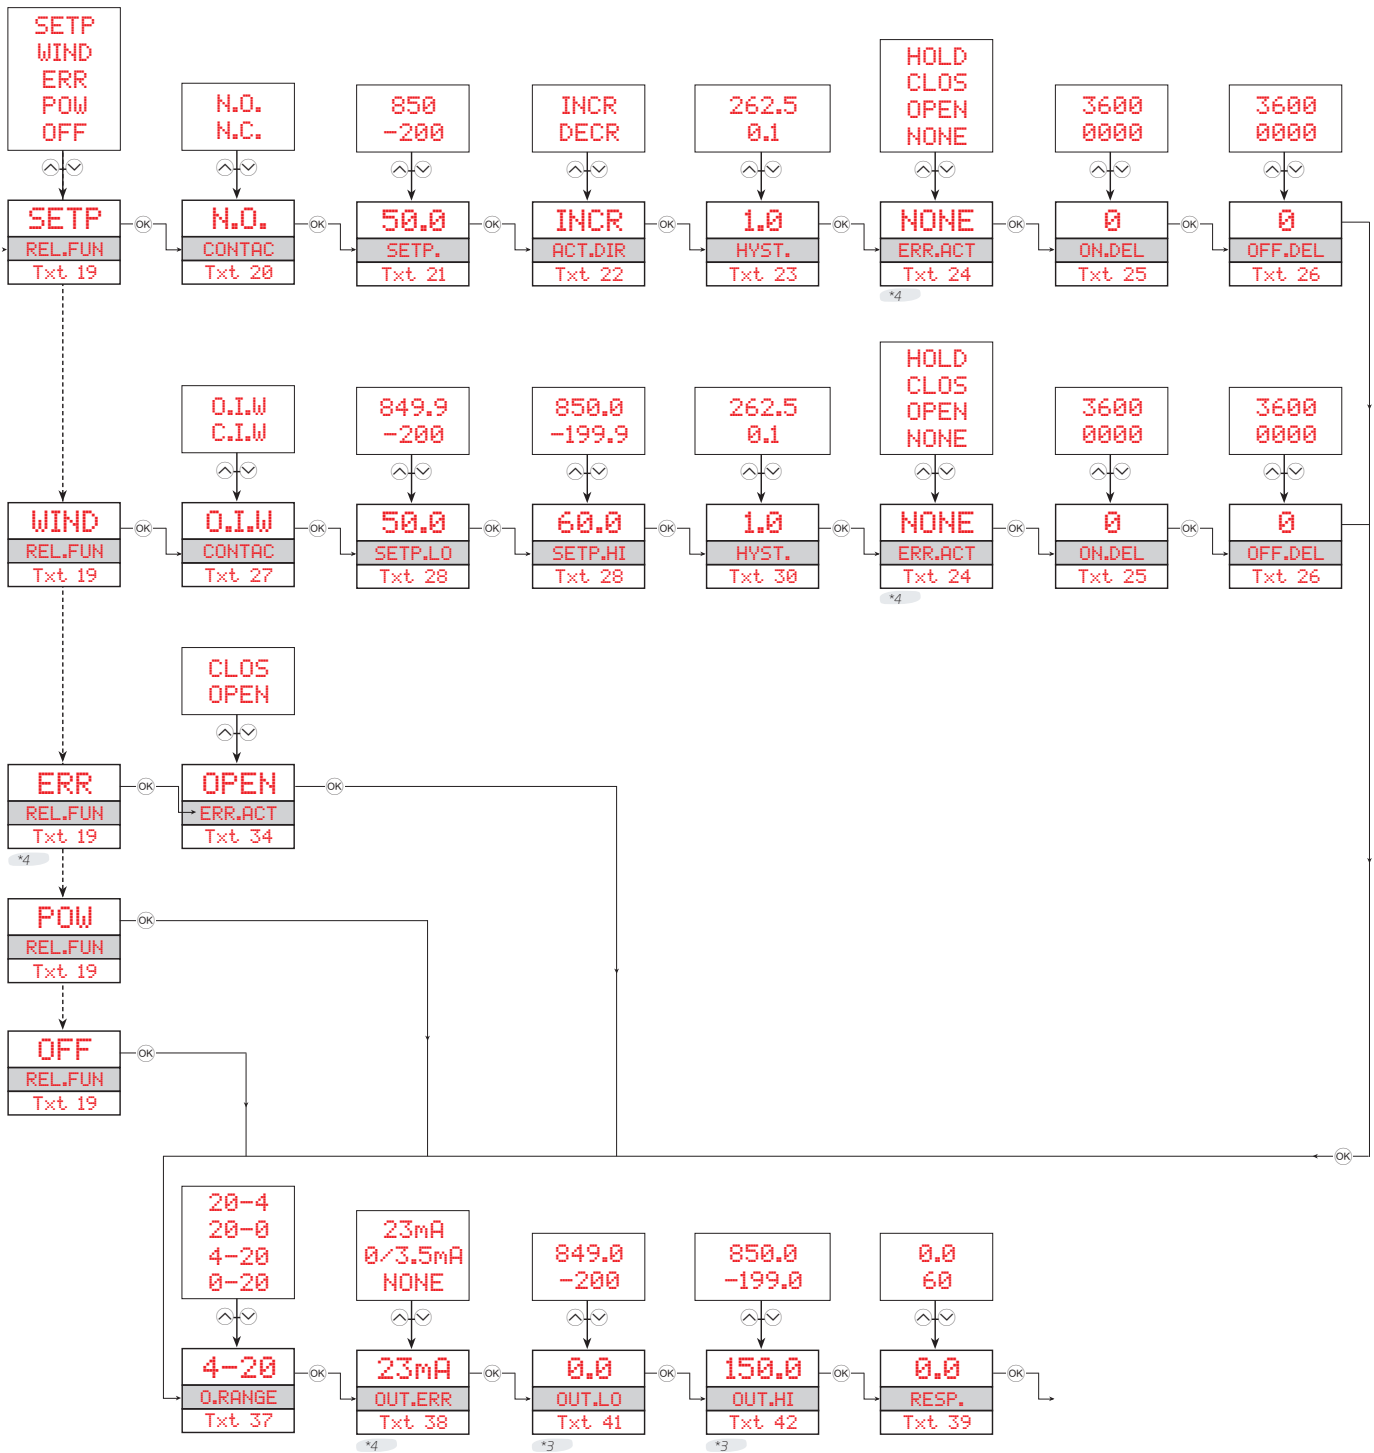 SETP
WIND
ERR
POW
OFF
N.O.
N.C.
850
-200
INCR
DECR
262.5
0.1
HOLD
CLOS
OPEN
NONE
3600
0000
3600
0000
SETP
REL.FUN
Txt 19
OK
N.O.
CONTAC
Txt 20
OK
50.0
SETP.
Txt 21
OK
INCR
ACT.DIR
Txt 22
OK
1.0
HYST.
Txt 23
OK
NONE
ERR.ACT
Txt 24
*4
OK
0
ON.DEL
Txt 25
OK
0
OFF.DEL
Txt 26
O.I.W
C.I.W
849.9
-200
850.0
-199.9
262.5
0.1
HOLD
CLOS
OPEN
NONE
3600
0000
3600
0000
WIND
REL.FUN
Txt 19
OK
O.I.W
CONTAC
Txt 27
OK
50.0
SETP.LO
Txt 28
OK
60.0
SETP.HI
Txt 28
OK
1.0
HYST.
Txt 30
OK
NONE
ERR.ACT
Txt 24
*4
OK
0
ON.DEL
Txt 25
OK
0
OFF.DEL
Txt 26
CLOS
OPEN
ERR
REL.FUN
Txt 19
*4
OK
OPEN
ERR.ACT
Txt 34
OK
POW
REL.FUN
Txt 19
OK
OFF
REL.FUN
Txt 19
OK
OK
20-4
20-0
4-20
0-20
23mA
0/3.5mA
NONE
849.0
-200
850.0
-199.0
0.0
60
4-20
O.RANGE
Txt 37
OK
23mA
OUT.ERR
Txt 38
*4
OK
0.0
OUT.LO
Txt 41
*3
OK
150.0
OUT.HI
Txt 42
*3
OK
0.0
RESP.
Txt 39
OK